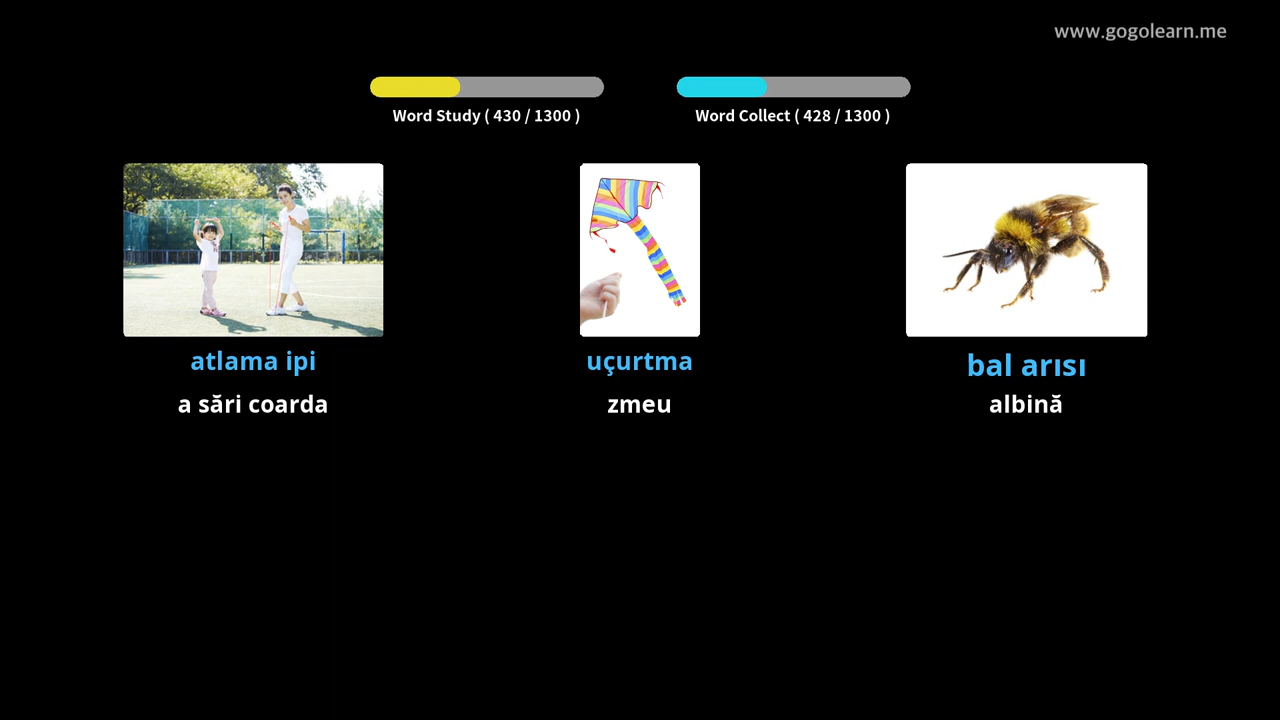 www.gogolearn.me
Word Study ( 430 / 1300 )
Word Collect ( 428 / 1300 )
atlama ipi
uçurtma
bal arısı
a sări coarda
zmeu
albină